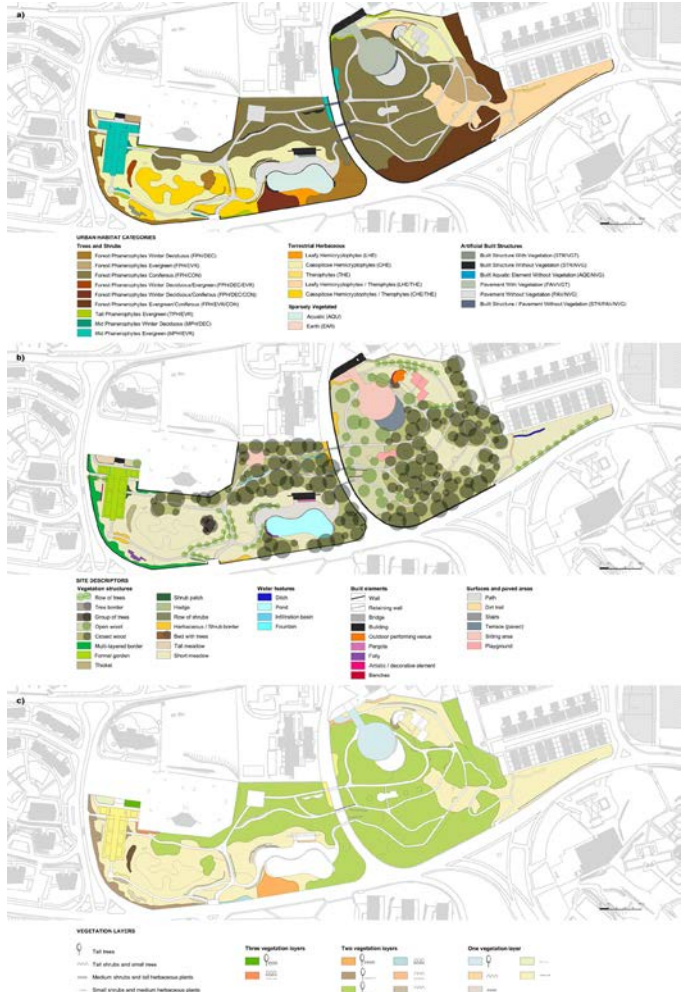 a)
URBAN HABITAT CATEGORIES
Trees and Shrubs
Forest Phanerophytes Winter Deciduous (FPH/DEC)
Forest Phanerophytes Evergreen (FPH/EVR)
Forest Phanerophytes Coniferous (FPH/CON)
Forest Phanerophytes Winter Deciduous/Evergreen (FPH/DEC/EVR)
Forest Phanerophytes Winter Deciduous/Coniferous (FPH/DEC/CON)
Forest Phanerophytes Evergreen/Coniferous (FPH/EVR/CON)
Tall Phanerophytes Evergreen (TPH/EVR)
Mid Phanerophytes Winter Deciduous (MPH/DEC)
Mid Phanerophytes Evergreen (MPH/EVR)
Terrestrial Herbaceous
Leafy Hemicryptophytes (LHE)
Caespitose Hemicryptophytes (CHE)
Therophytes (THE)
Leafy Hemicryptophytes / Therophytes (LHE/THE)
Caespitose Hemicryptophytes / Therophytes (CHE/THE)
Sparsely Vegetated
Aquatic (AQU)
Earth (EAR)
Artificial Built Structures
Built Structure With Vegetation (STR/VGT)
Built Structure Without Vegetation (STR/NVG)
Built Aquatic Element Without Vegetation (AQE/NVG)
Pavement With Vegetation (PAV/VGT)
Pavement Without Vegetation (PAV/NVG)
Built Structure / Pavement Without Vegetation (STR/PAV/NVG)
b)
SITE DESCRIPTORS
Vegetation structures
Row of trees
Tree border
Group of trees
Open wood
Closed wood
Multi-layered border
Formal garden
Thicket
Shrub patch
Hedge
Row of shrubs
Herbaceous / Shrub border
Bed with trees
Tall meadow
Short meadow
Water features
Ditch
Pond
Infiltration basin
Fountain
Built elements
Wall
Retaining wall
Bridge
Building
Outdoor performing venue
Pergola
Folly
Artistic / decorative element
Benches
Surfaces and paved areas
Path
Dirt trail
Stairs
Terrace (paved)
Sitting area
Playground
c)
VEGETATION LAYERS
Tall trees
Tall shrubs and small trees
Medium shrubs and tall herbaceous plants
Small shrubs and medium herbaceous plants
Three vegetation layers
Two vegetation layers
One vegetation layer